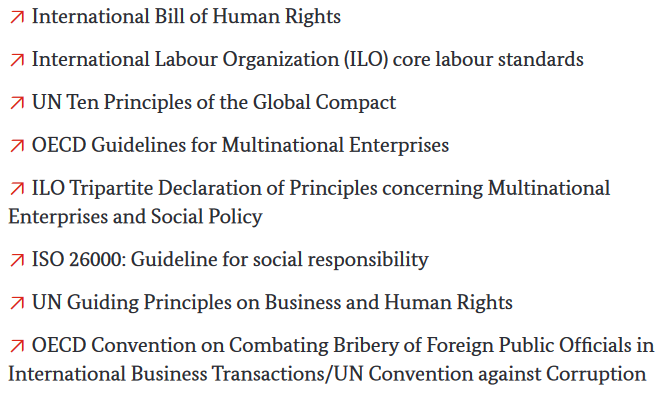 International Bill of Human Rights
International Labour Organization (ILO) core labour standards
UN Ten Principles of the Global Compact
OECD Guidelines for Multinational Enterprises
ILO Tripartite Declaration of Principles concerning Multinational
Enterprises and Social Policy
ISO 26000: Guideline for social responsibility
UN Guiding Principles on Business and Human Rights
OECD Convention on Combating Bribery of Foreign Public Officials in
International Business Transactions/UN Convention against Corruption